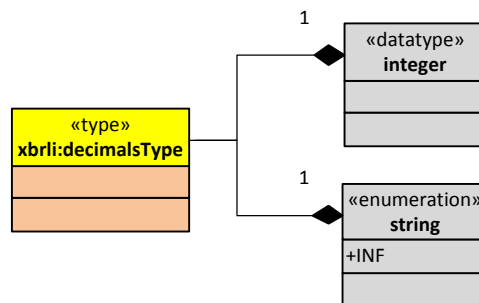 1
«datatype»
integer
«type»
xbrli:decimalsType
1
«enumeration»
string
+INF